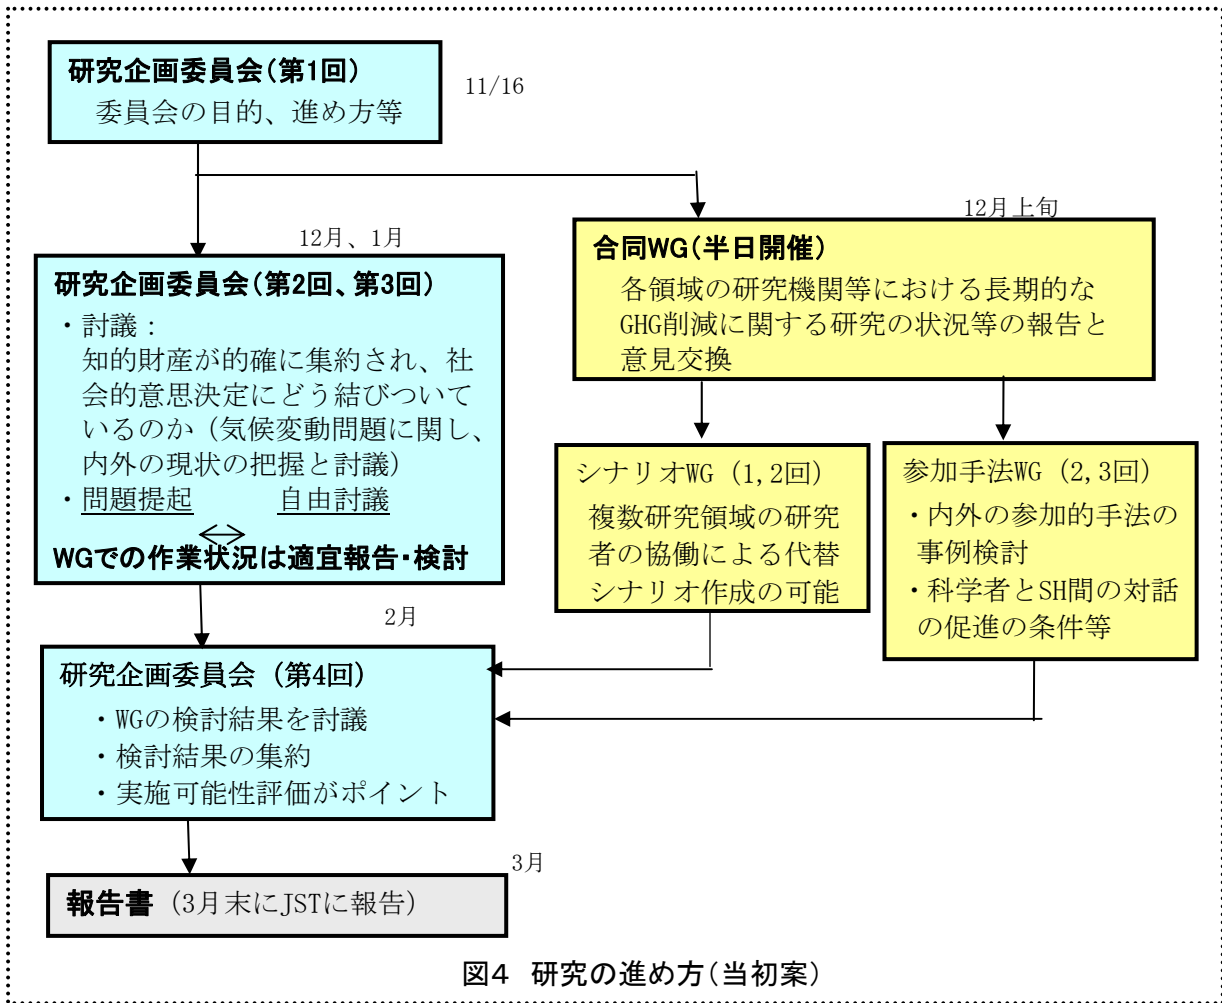 研究企画委員会(第1回)
委員会の目的、進め方等
11/16
12月、1月
研究企画委員会(第2回、第3回)
・討議：
知的財産が的確に集約され、社
会的意思決定にどう結びついて
いるのか（気候変動問題に関し、
内外の現状の把握と討議）
・問題提起　　自由討議
WGでの作業状況は適宜報告・検討
12月上旬
合同WG(半日開催)
各領域の研究機関等における長期的な
GHG削減に関する研究の状況等の報告と
意見交換
シナリオWG（1,2回）
複数研究領域の研究
者の協働による代替
シナリオ作成の可能
参加手法WG（2,3回）
・内外の参加的手法の
事例検討
・科学者とSH間の対話
の促進の条件等
2月
研究企画委員会（第4回）
・WGの検討結果を討議
・検討結果の集約
・実施可能性評価がポイント
3月
報告書（3月末にJSTに報告）
図4　研究の進め方(当初案)